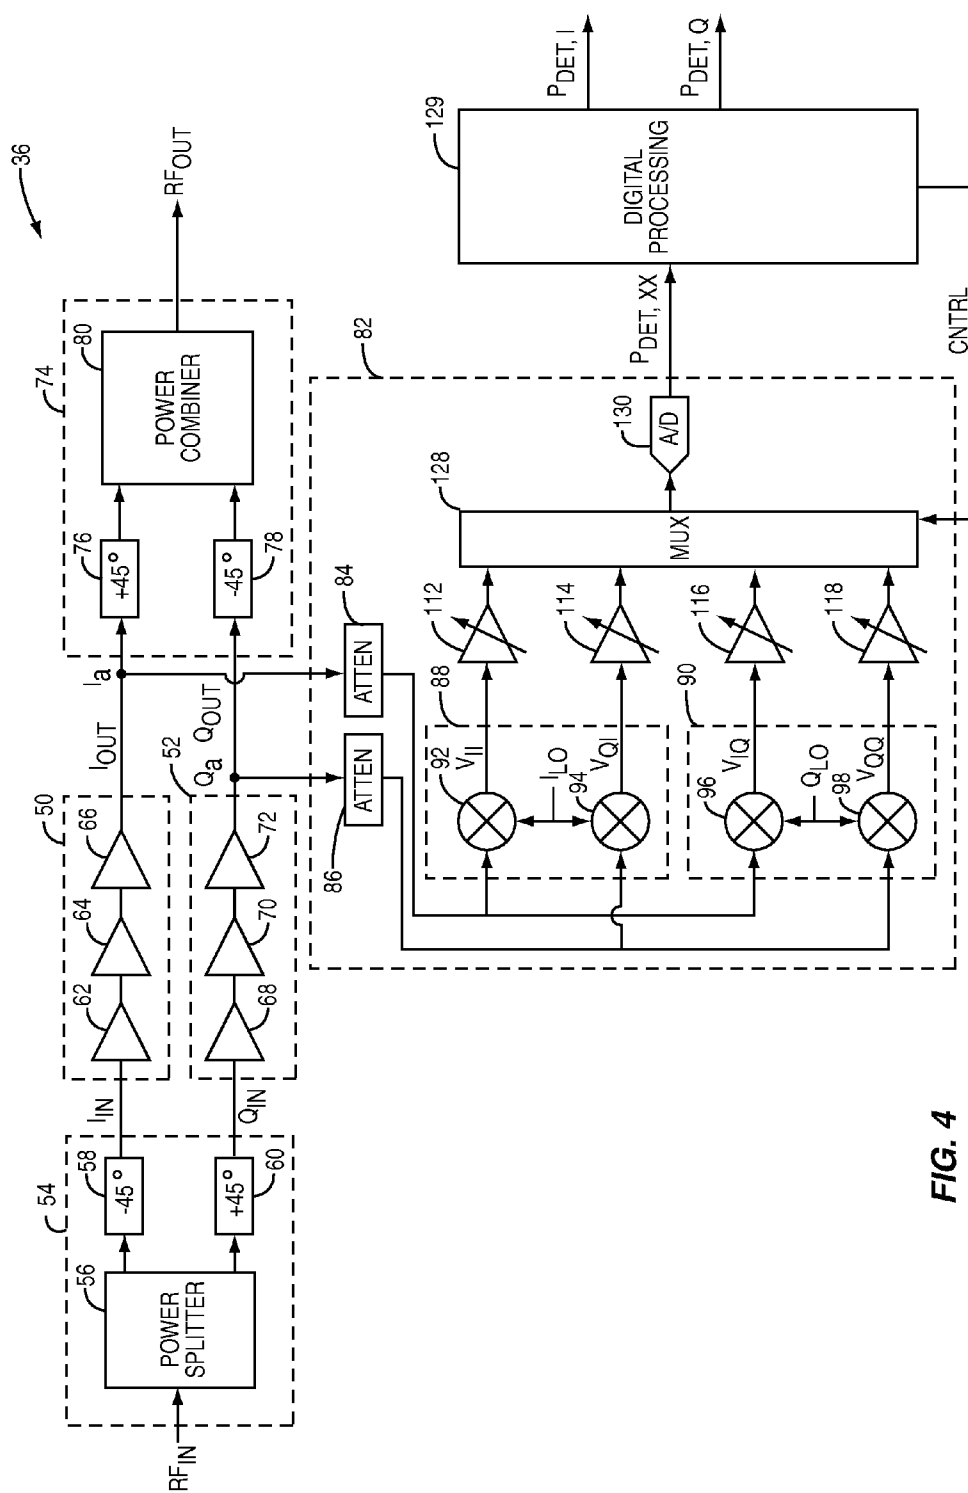 36
54
56
58
-45°
POWER
SPLITTER
+45°
60
RFIN
IIN
QIN
50
62
64
66
52
68
70
72
IOUT
Ia
Qa
QOUT
74
76
+45°
-45°
78
80
POWER
COMBINER
RFOUT
82
84
ATTEN
86
ATTEN
88
92
VII
ILO
94
VQI
90
96
VIQ
QLO
98
VQQ
112
114
116
118
128
MUX
130
A/D
PDET, XX
129
DIGITAL
PROCESSING
PDET, I
PDET, Q
CNTRL
FIG. 4